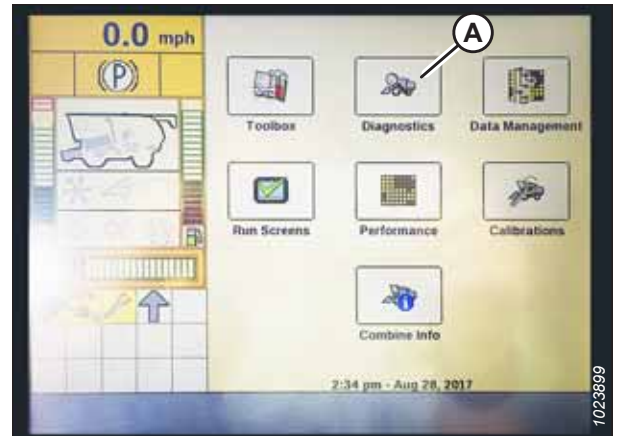 0.0 mph
A
(P)
Toolbox
Diagnostics
Data Management
Run Screens
Performance
Calibrations
Combine Info
2:34 pm - Aug 28, 2017
1023899